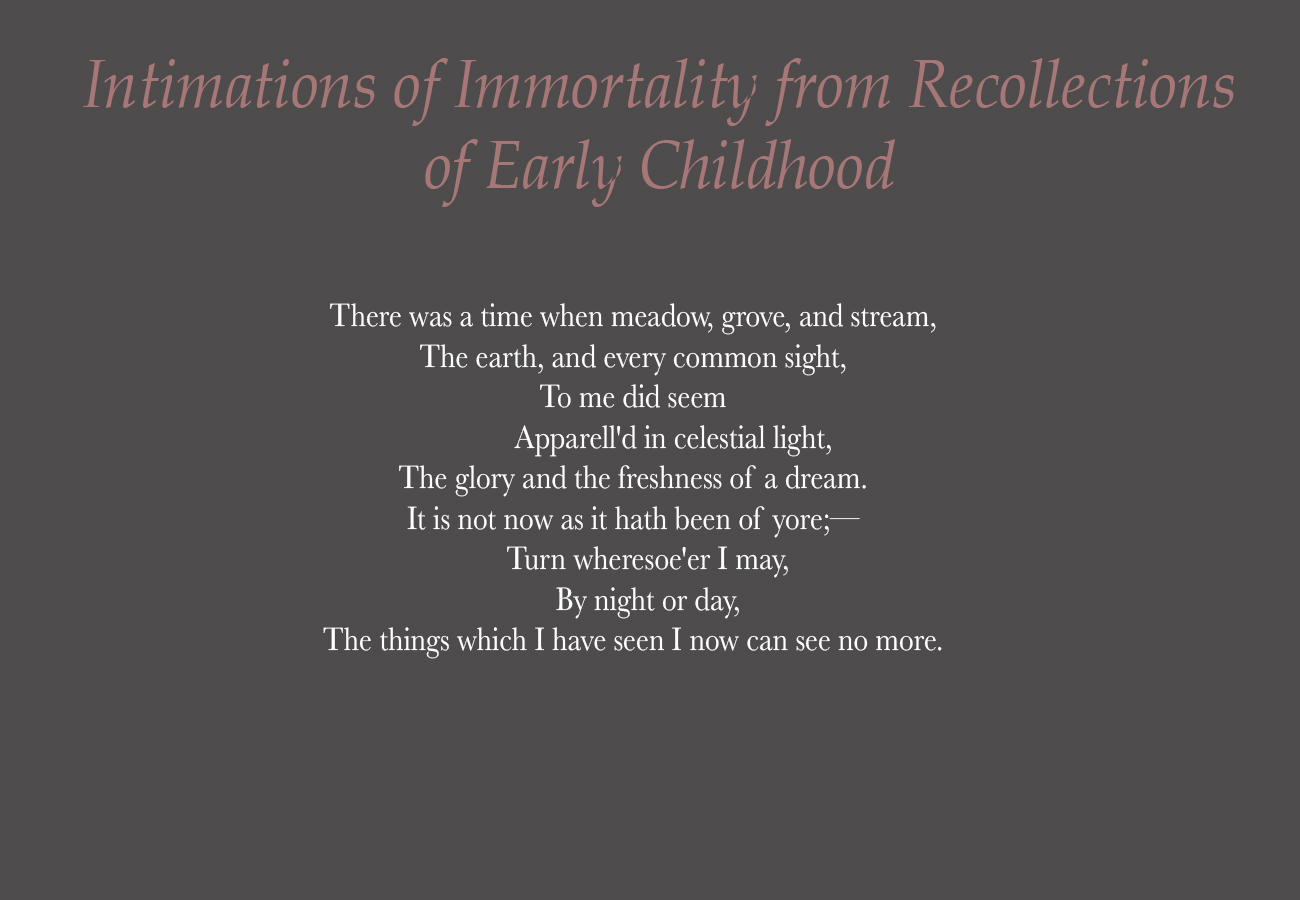 Intimations of Immortality from Recollections
of Early Childhood
There was a time when meadow, grove, and stream,
The earth, and every common sight,
To me did seem
Apparell'd in celestial light,
The glory and the freshness of a dream.
It is not now as it hath been of yore;—
Turn wheresoe'er I may,
By night or day,
The things which I have seen I now can see no more.